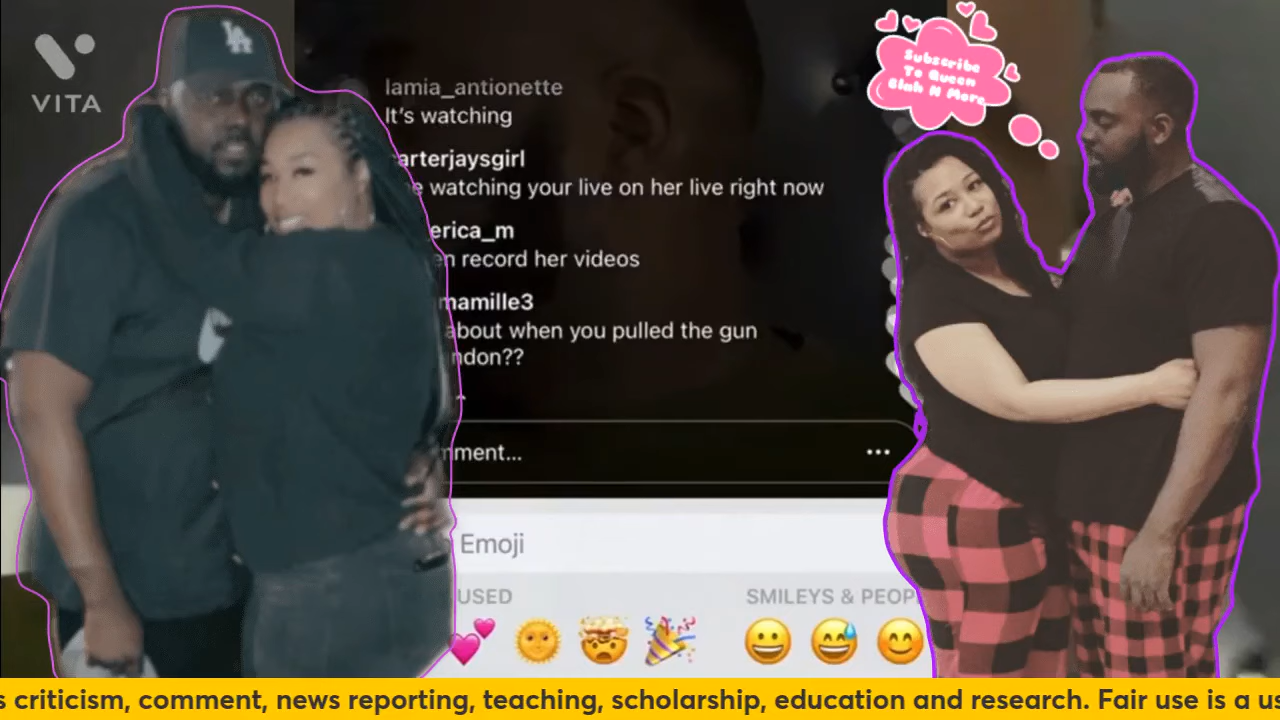 LA
VITA
lamia_antionette
It's watching
arterjaysgirl
watching your live on her live right now
erica_m
record her videos
mamille3
about when you pulled the gun
ndon??
mment...
Emoji
USED
SMILEYS & PEOP
Subscribe
To Queen
Blah N More
s criticism, comment, news reporting, teaching, scholarship, education and research. Fair use is a us